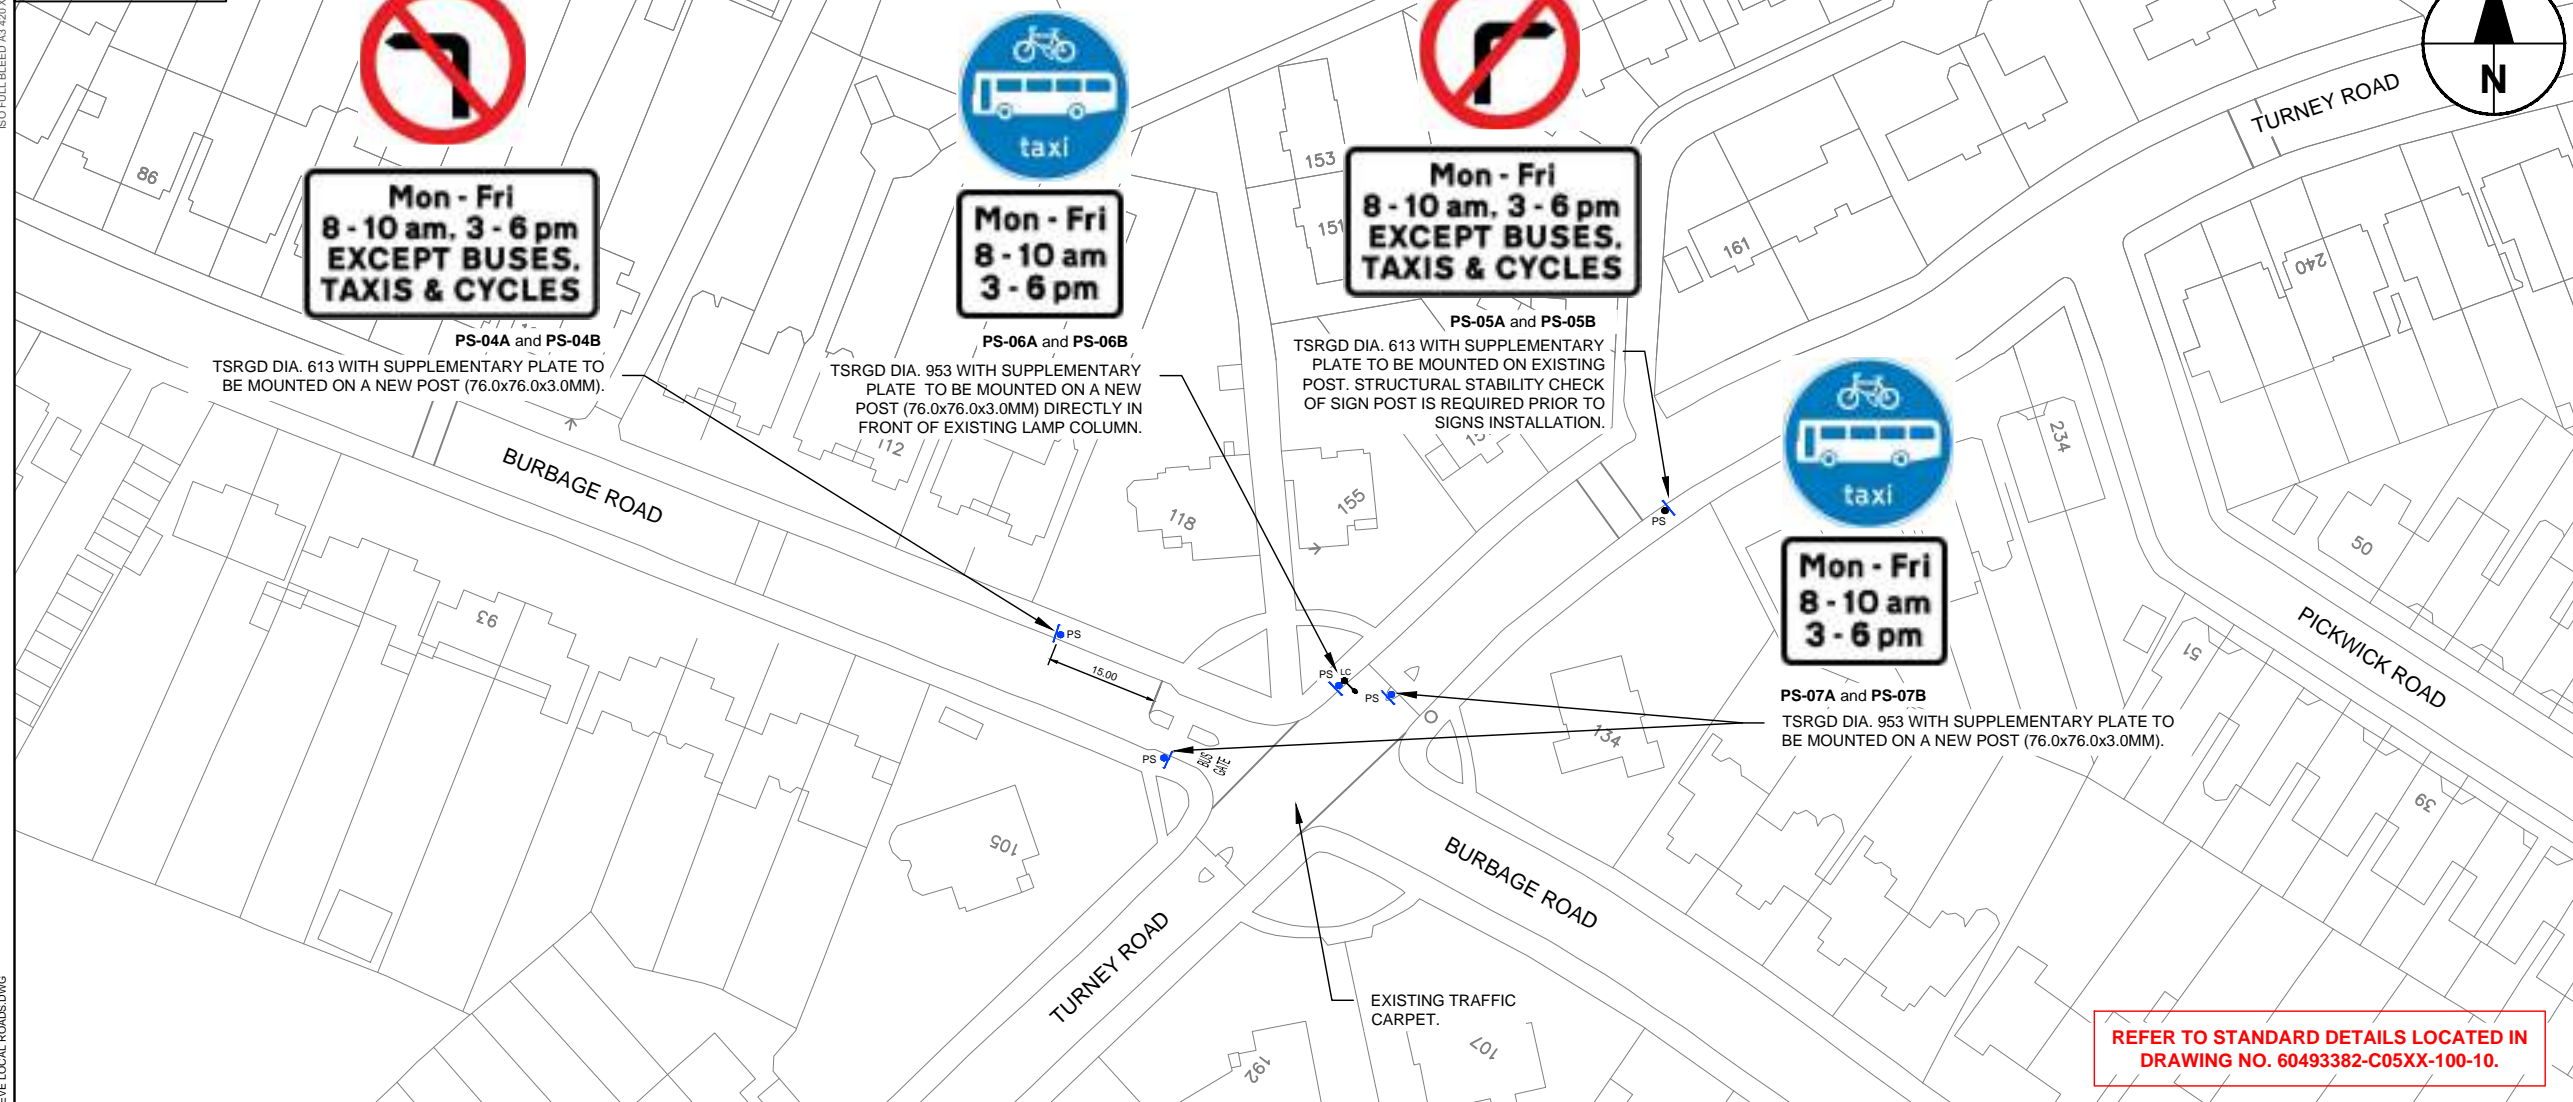 ISO FULL BLEED A3 420 X
N
TURNEY ROAD
taxi
Mon - Fri
8 - 10 am, 3 - 6 pm
EXCEPT BUSES,
TAXIS & CYCLES
PS-04A and PS-04B
TSRGD DIA. 613 WITH SUPPLEMENTARY PLATE TO
BE MOUNTED ON A NEW POST (76.0x76.0x3.0MM).
Mon - Fri
8 - 10 am
3 - 6 pm
PS-06A and PS-06B
TSRGD DIA. 953 WITH SUPPLEMENTARY
PLATE TO BE MOUNTED ON A NEW
POST (76.0x76.0x3.0MM) DIRECTLY IN
FRONT OF EXISTING LAMP COLUMN.
Mon - Fri
8 - 10 am, 3 - 6 pm
EXCEPT BUSES,
TAXIS & CYCLES
PS-05A and PS-05B
TSRGD DIA. 613 WITH SUPPLEMENTARY
PLATE TO BE MOUNTED ON EXISTING
POST. STRUCTURAL STABILITY CHECK
OF SIGN POST IS REQUIRED PRIOR TO
SIGNS INSTALLATION.
taxi
Mon - Fri
8 - 10 am
3 - 6 pm
PS-07A and PS-07B
TSRGD DIA. 953 WITH SUPPLEMENTARY PLATE TO
BE MOUNTED ON A NEW POST (76.0x76.0x3.0MM).
86
153
151
161
240
234
50
51
39
112
118
155
93
105
134
107
192
BURBAGE ROAD
PICKWICK ROAD
PS
PS
15.00
PS
LC
PS
PS
BUS
GATE
BURBAGE ROAD
TURNEY ROAD
EXISTING TRAFFIC
CARPET.
REFER TO STANDARD DETAILS LOCATED IN
DRAWING NO. 60493382-C05XX-100-10.
EVE LOCAL ROADS.DWG